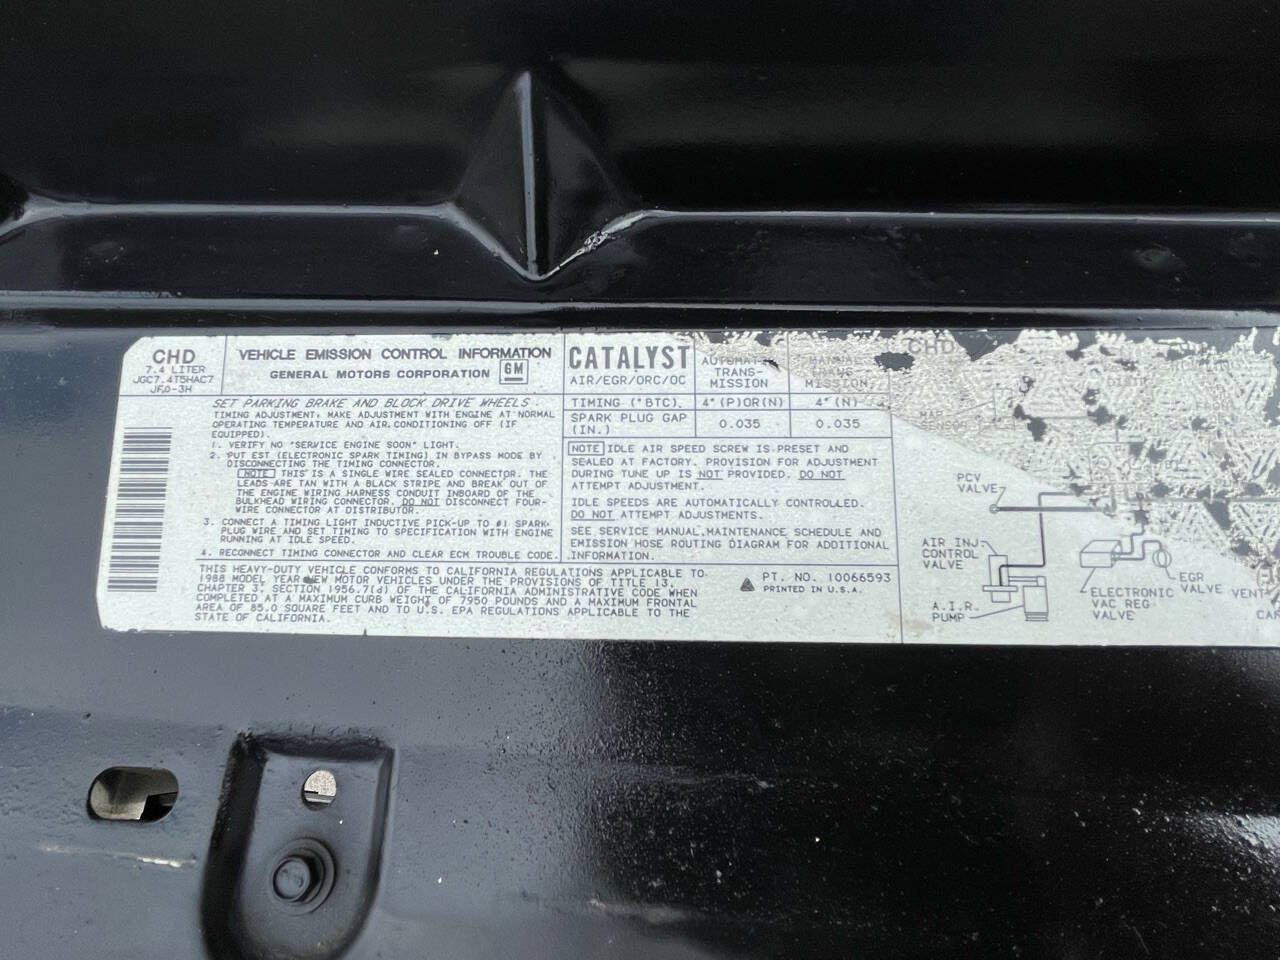 CHD
7.4 LITER
JGC7.4T5HAC7
JF0-3H
VEHICLE EMISSION CONTROL INFORMATION
GENERAL MOTORS CORPORATION GM
SET PARKING BRAKE AND BLOCK DRIVE WHEELS
TIMING ADJUSTMENT: MAKE ADJUSTMENT WITH ENGINE AT NORMAL
OPERATING TEMPERATURE AND AIR CONDITIONING OFF (IF
EQUIPPED).
1. VERIFY NO "SERVICE ENGINE SOON" LIGHT.
2. PUT EST (ELECTRONIC SPARK TIMING) IN BYPASS MODE BY
DISCONNECTING THE TIMING CONNECTOR.
NOTE THIS IS A SINGLE WIRE SEALED CONNECTOR. THE
LEADS ARE TAN WITH A BLACK STRIPE AND BREAK OUT OF
THE ENGINE WIRING HARNESS CONDUIT INBOARD OF THE
BULKHEAD WIRING CONNECTOR. DO NOT DISCONNECT FOUR-
WIRE CONNECTOR AT DISTRIBUTOR.
3. CONNECT A TIMING LIGHT INDUCTIVE PICK-UP TO #1 SPARK
PLUG WIRE AND SET TIMING TO SPECIFICATION WITH ENGINE
RUNNING AT IDLE SPEED.
4. RECONNECT TIMING CONNECTOR AND CLEAR ECM TROUBLE CODE.
CATALYST
AIR/EGR/ORC/OC
AUTOMATIC
TRANS-
MISSION
MANUAL
TRANS
MISSION
TIMING (°BTC). 4° (P)OR(N) 4° (N)
SPARK PLUG GAP
(IN.) 0.035 0.035
NOTE IDLE AIR SPEED SCREW IS PRESET AND
SEALED AT FACTORY. PROVISION FOR ADJUSTMENT
DURING TUNE UP IS NOT PROVIDED. DO NOT
ATTEMPT ADJUSTMENT.
IDLE SPEEDS ARE AUTOMATICALLY CONTROLLED.
DO NOT ATTEMPT ADJUSTMENTS.
SEE SERVICE MANUAL, MAINTENANCE SCHEDULE AND
EMISSION HOSE ROUTING DIAGRAM FOR ADDITIONAL
INFORMATION.
THIS HEAVY-DUTY VEHICLE CONFORMS TO CALIFORNIA REGULATIONS APPLICABLE TO
1988 MODEL YEAR NEW MOTOR VEHICLES UNDER THE PROVISIONS OF TITLE 13,
CHAPTER 3, SECTION 1956.7(d) OF THE CALIFORNIA ADMINISTRATIVE CODE WHEN
COMPLETED AT A MAXIMUM CURB WEIGHT OF 7950 POUNDS AND A MAXIMUM FRONTAL
AREA OF 85.0 SQUARE FEET AND TO U.S. EPA REGULATIONS APPLICABLE TO THE
STATE OF CALIFORNIA.
PT. NO. 10066593
PRINTED IN U.S.A.
CHD
MAP
SENSOR
PCV
VALVE
AIR INJ
CONTROL
VALVE
A.I.R.
PUMP
ELECTRONIC
VAC REG
VALVE
EGR
VALVE
VENT
CAN